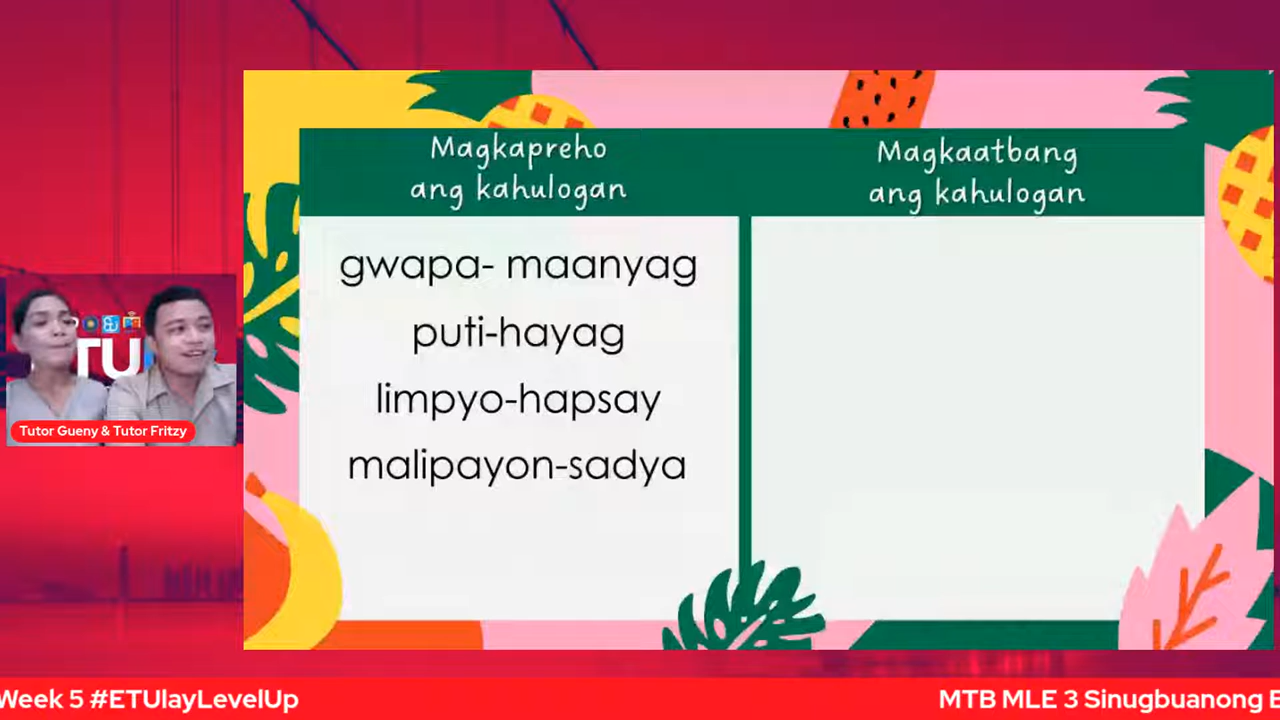 Magkapreho
ang kahulogan
Magkaatbang
ang kahulogan
gwapa- maanyag
puti-hayag
limpyo-hapsay
malipayon-sadya
TU
Tutor Gueny & Tutor Fritzy
Week 5 #ETUlayLevelUp
MTB MLE 3 Sinugbuanong